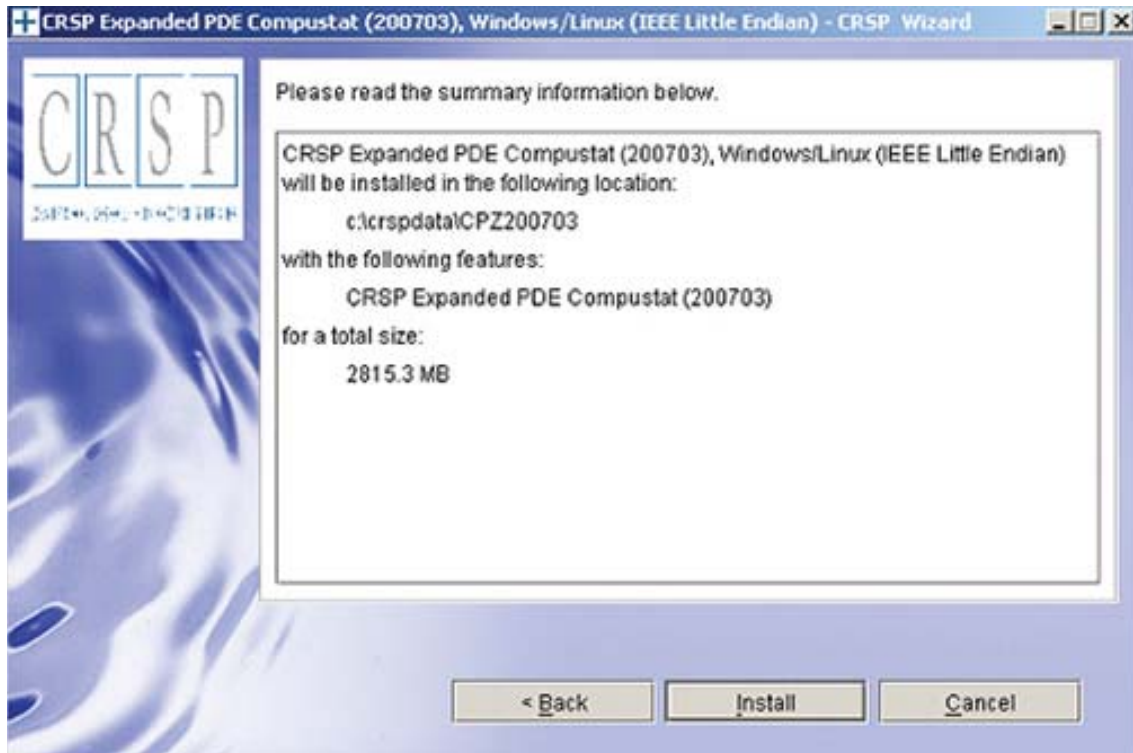 CRSP Expanded PDE Compustat (200703), Windows/Linux (IEEE Little Endian) - CRSP Wizard
CRSP
Please read the summary information below.
CRSP Expanded PDE Compustat (200703), Windows/Linux (IEEE Little Endian)
will be installed in the following location:
c:\crspdata\CPZ200703
with the following features:
CRSP Expanded PDE Compustat (200703)
for a total size:
2815.3 MB
< Back
Install
Cancel